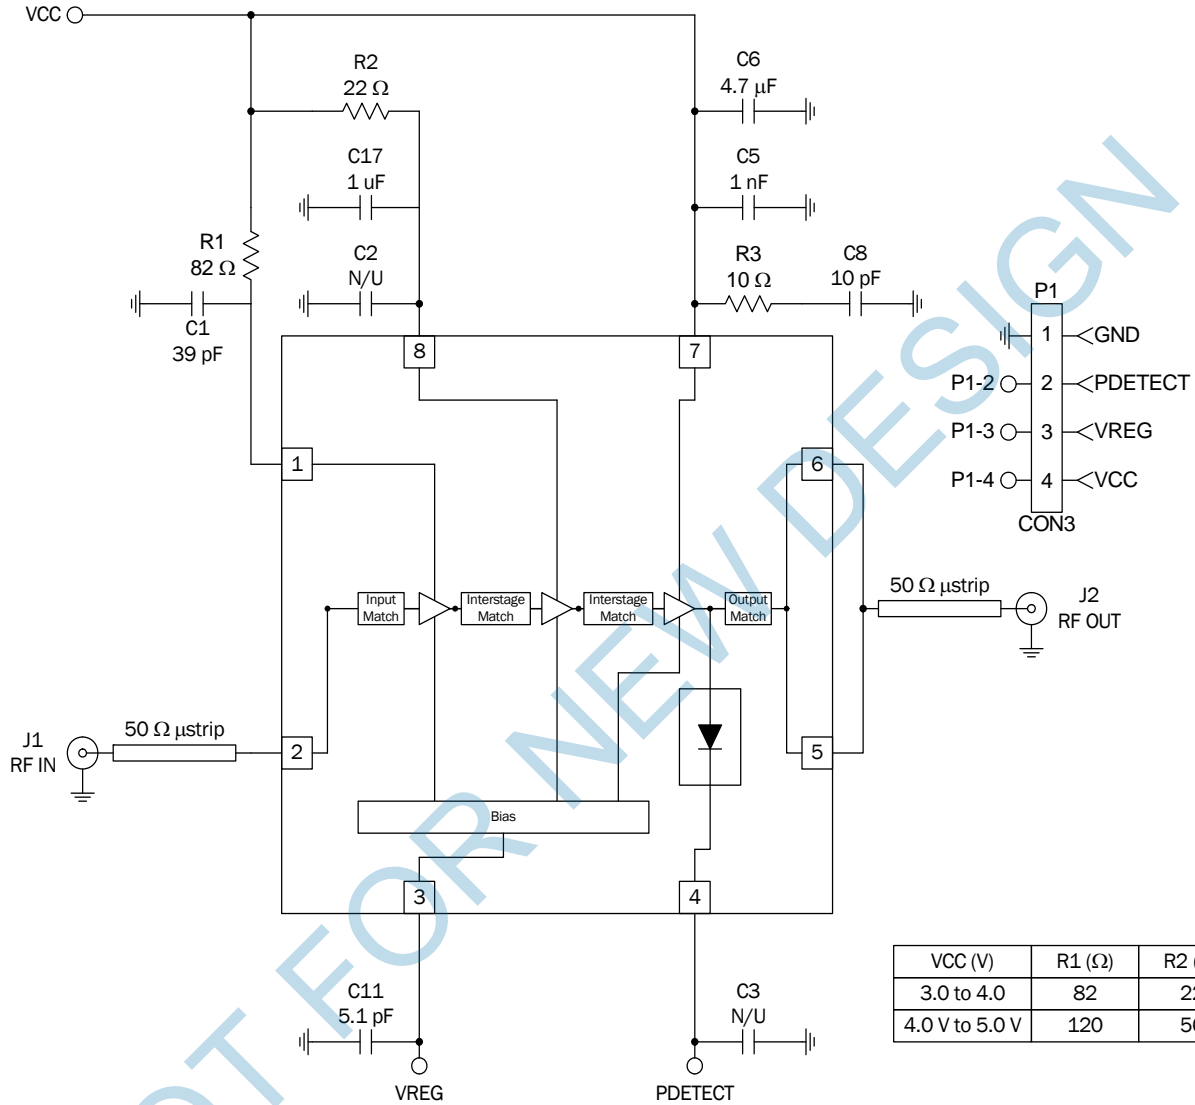 VCC
R2
22 Ω
C6
4.7 µF
C17
1 uF
C5
1 nF
R1
82 Ω
C2
N/U
R3
10 Ω
C8
10 pF
C1
39 pF
P1
8
7
1
GND
P1-2
2
PDETECT
P1-3
3
VREG
P1-4
4
VCC
CON3
1
6
Input
Match
Interstage
Match
Interstage
Match
Output
Match
50 Ω µstrip
J2
RF OUT
50 Ω µstrip
J1
RF IN
2
5
Bias
3
4
C11
5.1 pF
C3
N/U
VREG
PDETECT
VCC (V) R1 (Ω) R2 (
3.0 to 4.0 82 22
4.0 V to 5.0 V 120
OT FOR NEW DESIGN